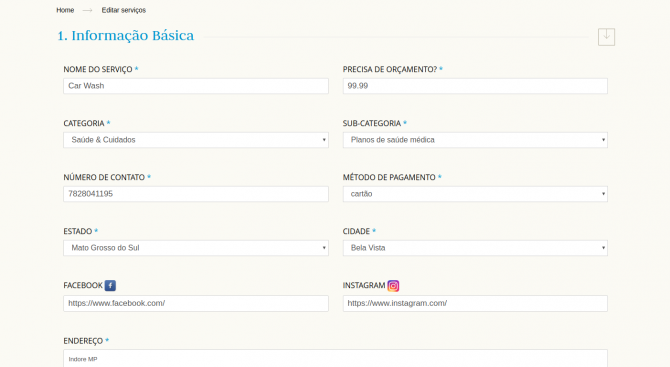 Home → Editar serviços
1. Informação Básica
NOME DO SERVIÇO * PRECISA DE ORÇAMENTO? *
Car Wash 99.99
CATEGORIA * SUB-CATEGORIA *
Saúde & Cuidados Planos de saúde médica
NÚMERO DE CONTATO * MÉTODO DE PAGAMENTO *
7828041195 cartão
ESTADO * CIDADE *
Mato Grosso do Sul Bela Vista
FACEBOOK f INSTAGRAM
https://www.facebook.com/ https://www.instagram.com/
ENDEREÇO *
Indore MP